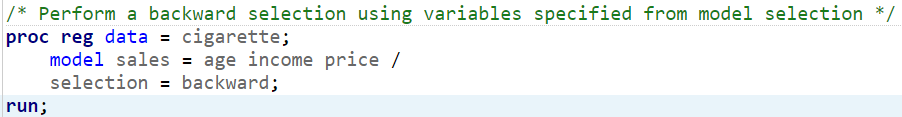 /* Perform a backward selection using variables specified from model selection */
proc reg data = cigarette;
    model sales = age income price /
    selection = backward;
run;